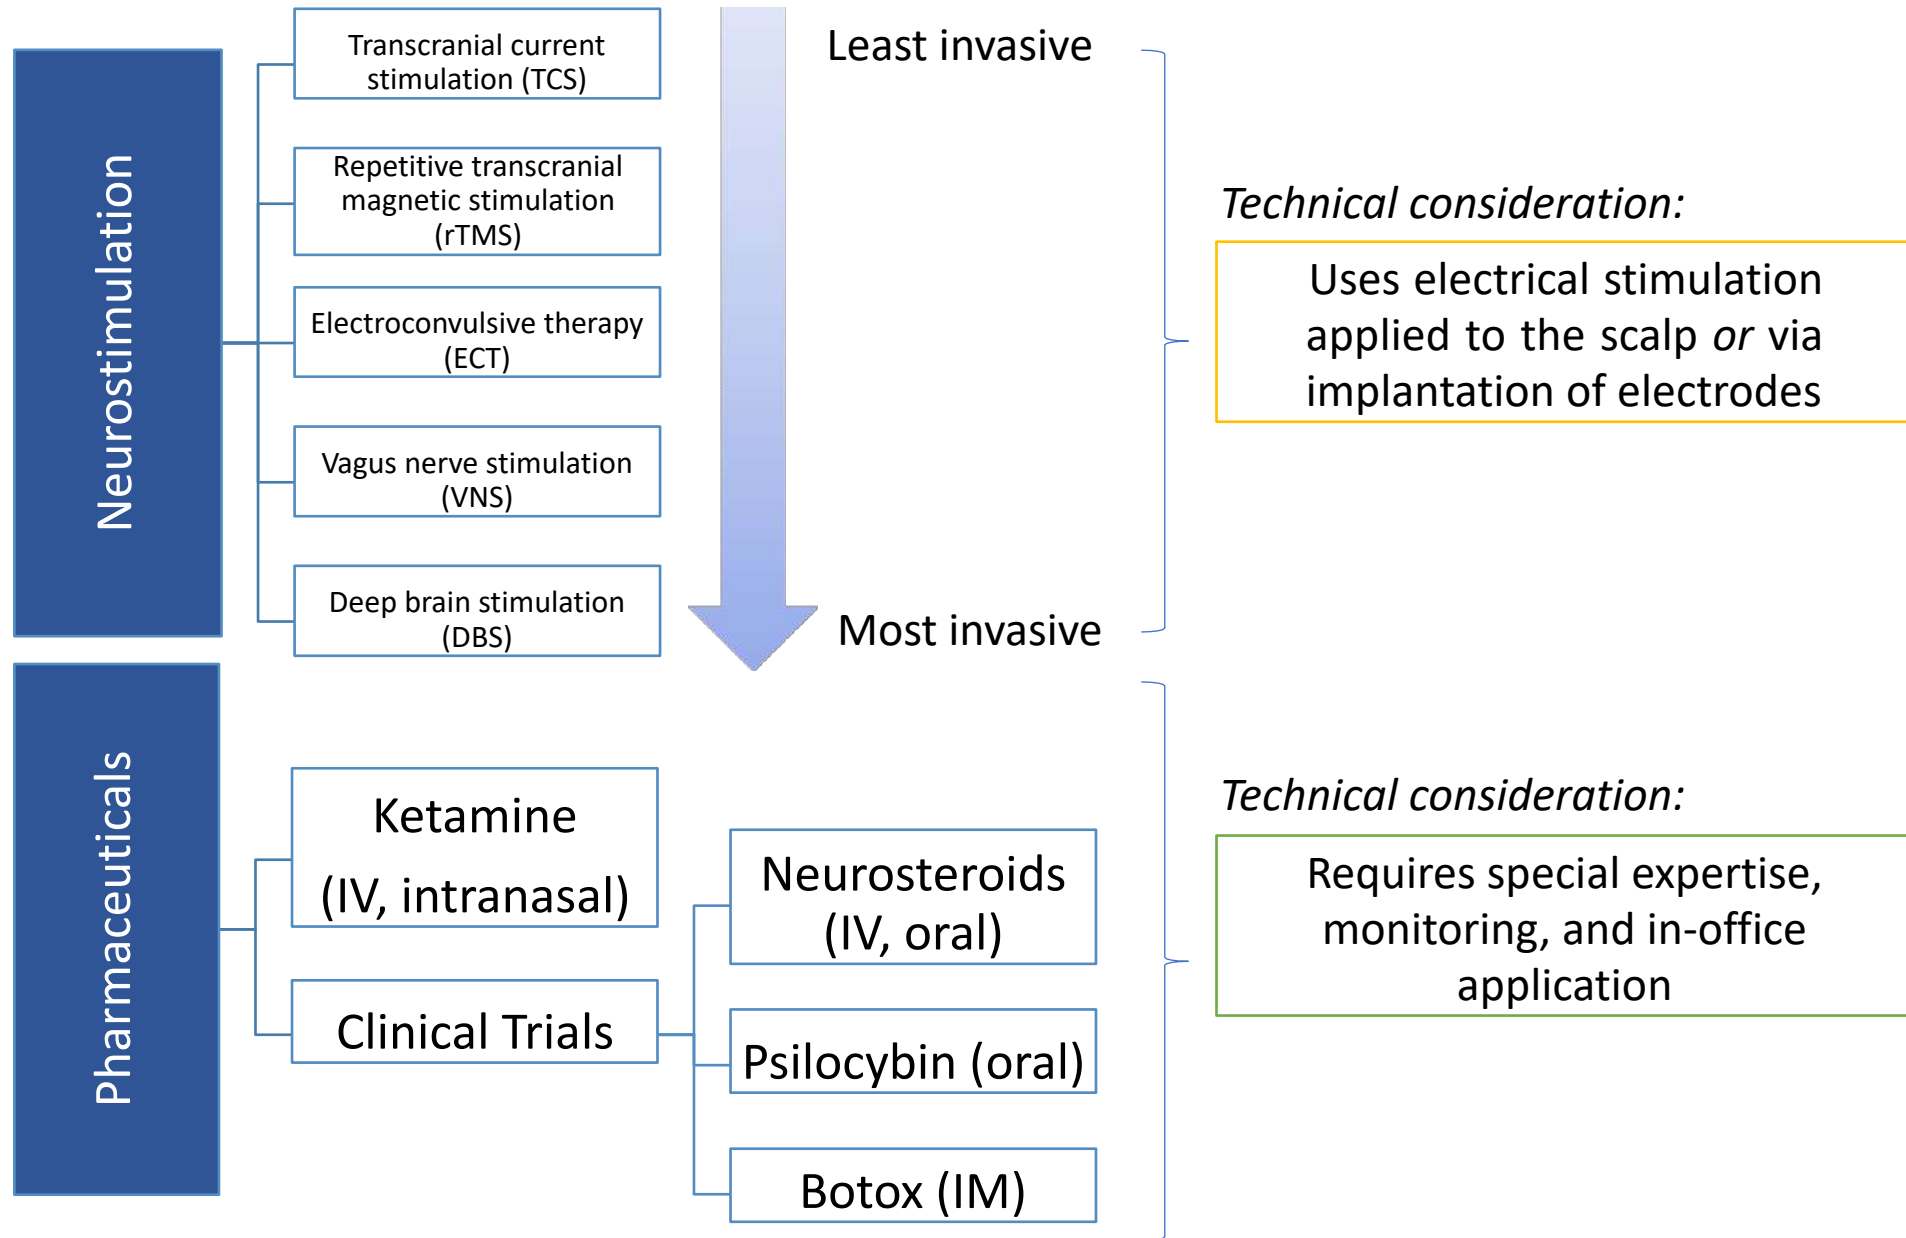 Neurostimulation
Transcranial current
stimulation (TCS)
Repetitive transcranial
magnetic stimulation
(rTMS)
Electroconvulsive therapy
(ECT)
Vagus nerve stimulation
(VNS)
Deep brain stimulation
(DBS)
Least invasive
Most invasive
Technical consideration:
Uses electrical stimulation
applied to the scalp or via
implantation of electrodes
Pharmaceuticals
Ketamine
(IV, intranasal)
Clinical Trials
Neurosteroids
(IV, oral)
Psilocybin (oral)
Botox (IM)
Technical consideration:
Requires special expertise,
monitoring, and in-office
application